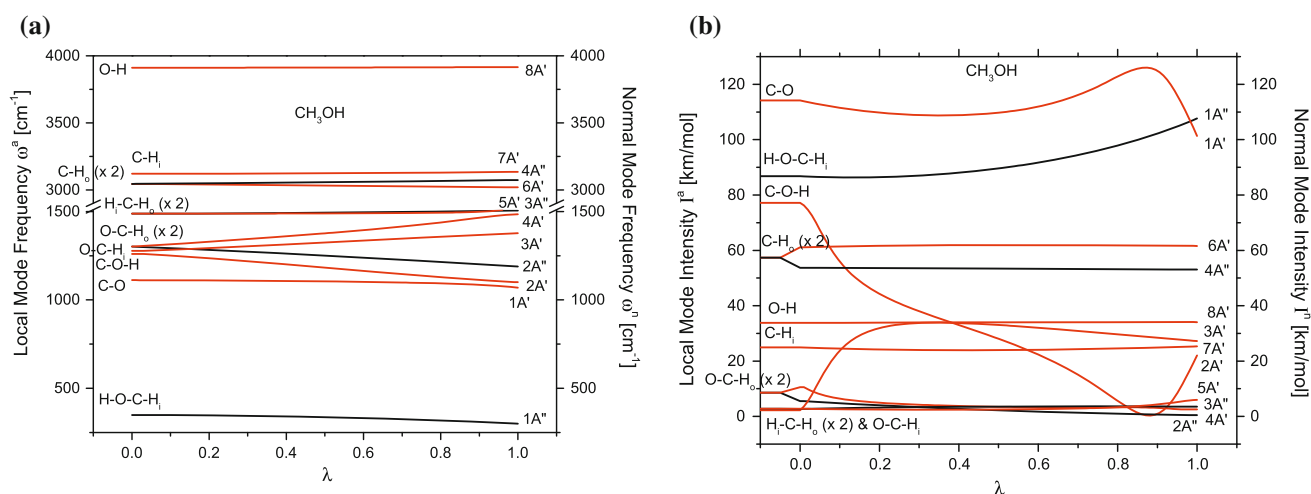 (a)
4000
3500
3000
1500
1000
500
Local Mode Frequency ωᵃ [cm⁻¹]
O-H
CH₃OH
C-Hᵢ
C-Hₒ (x 2)
Hᵢ-C-Hₒ (x 2)
O-C-Hₒ (x 2)
O-C-Hᵢ
C-O-H
C-O
H-O-C-Hᵢ
8A'
7A'
4A"
6A'
5A' 3A"
4A'
3A'
2A"
2A'
1A'
1A"
4000
3500
3000
1500
1000
500
Normal Mode Frequency ωⁿ [cm⁻¹]
0.0 0.2 0.4 0.6 0.8 1.0
λ
(b)
120
100
80
60
40
20
0
Local Mode Intensity Iᵃ [km/mol]
CH₃OH
C-O
H-O-C-Hᵢ
C-O-H
C-Hₒ (x 2)
O-H
C-Hᵢ
O-C-Hₒ (x 2)
Hᵢ-C-Hₒ (x 2) & O-C-Hᵢ
1A"
1A'
6A'
4A"
8A'
3A'
7A'
2A'
5A'
3A"
4A'
2A"
120
100
80
60
40
20
0
Normal Mode Intensity Iⁿ [km/mol]
0.0 0.2 0.4 0.6 0.8 1.0
λ